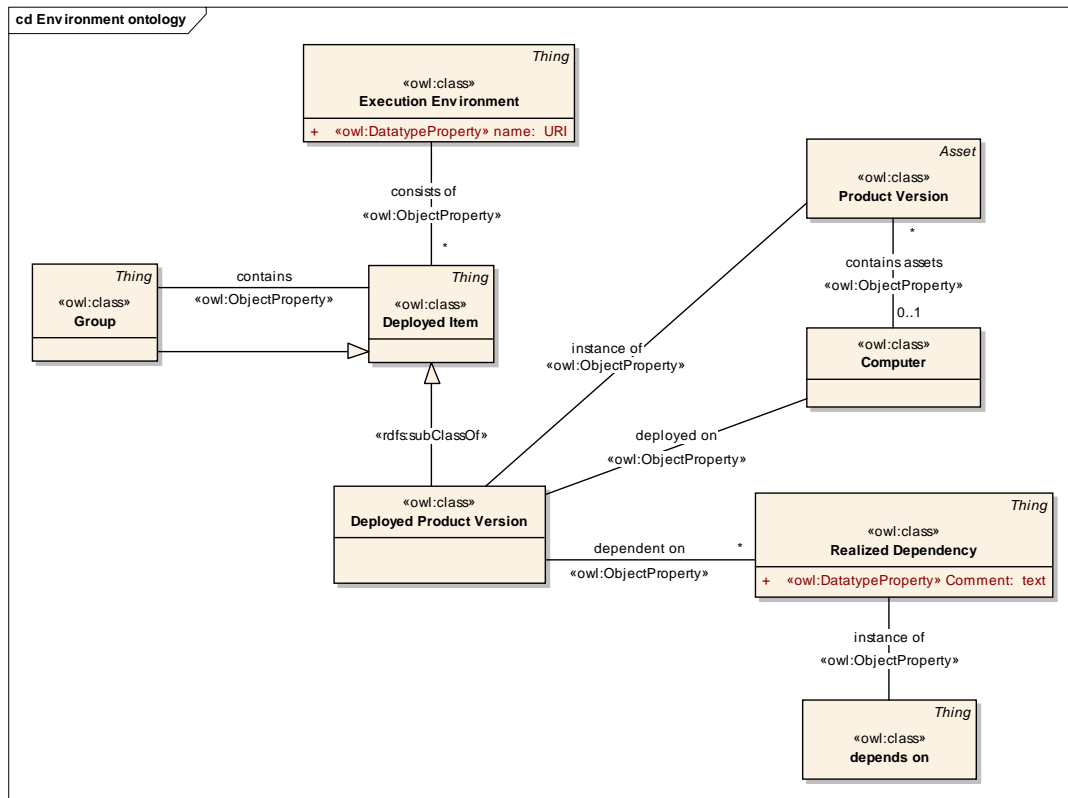 cd Environment ontology
Thing
«owl:class»
Execution Environment
+ «owl:DatatypeProperty» name: URI
consists of
«owl:ObjectProperty»
*
Asset
«owl:class»
Product Version
*
contains assets
«owl:ObjectProperty»
0..1
«owl:class»
Computer
Thing
«owl:class»
Group
contains
«owl:ObjectProperty»
Thing
«owl:class»
Deployed Item
instance of
«owl:ObjectProperty»
«rdfs:subClassOf»
deployed on
«owl:ObjectProperty»
«owl:class»
Deployed Product Version
dependent on
«owl:ObjectProperty»
*
Thing
«owl:class»
Realized Dependency
+ «owl:DatatypeProperty» Comment: text
instance of
«owl:ObjectProperty»
Thing
«owl:class»
depends on